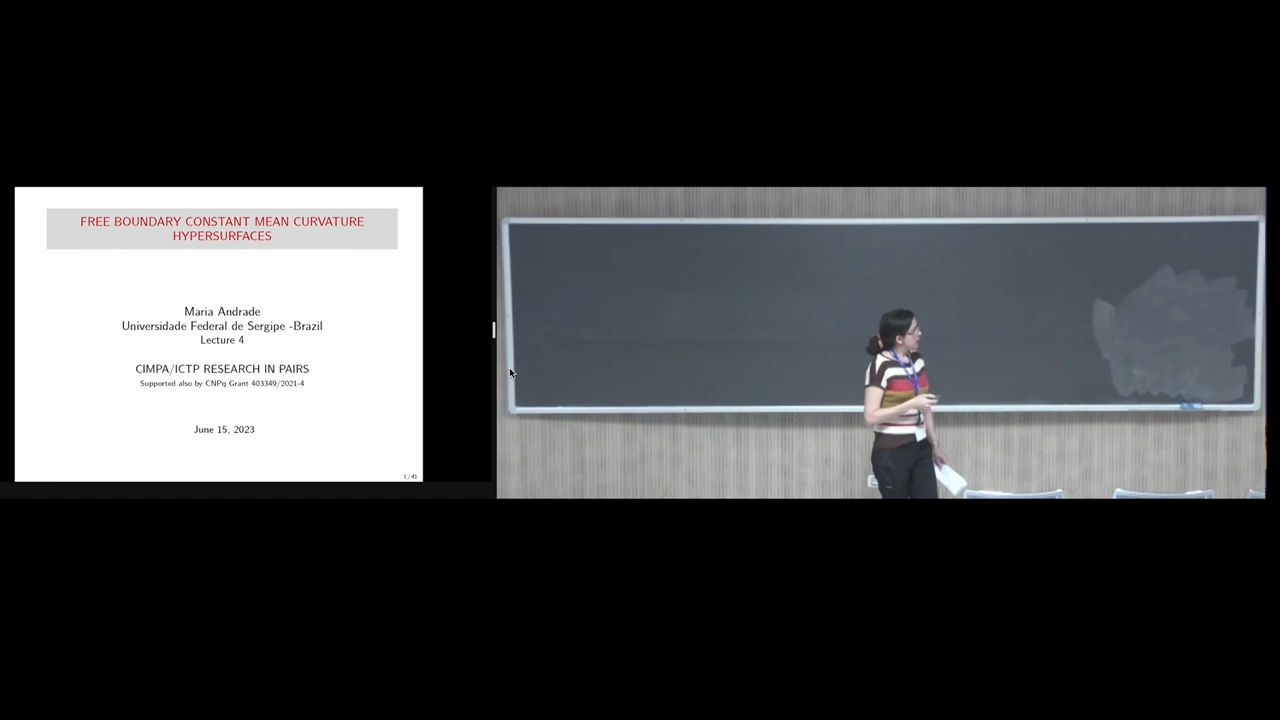 FREE BOUNDARY CONSTANT MEAN CURVATURE
HYPERSURFACES
Maria Andrade
Universidade Federal de Sergipe -Brazil
Lecture 4
CIMPA/ICTP RESEARCH IN PAIRS
Supported also by CNPq Grant 403349/2021-4
June 15, 2023
1 / 41